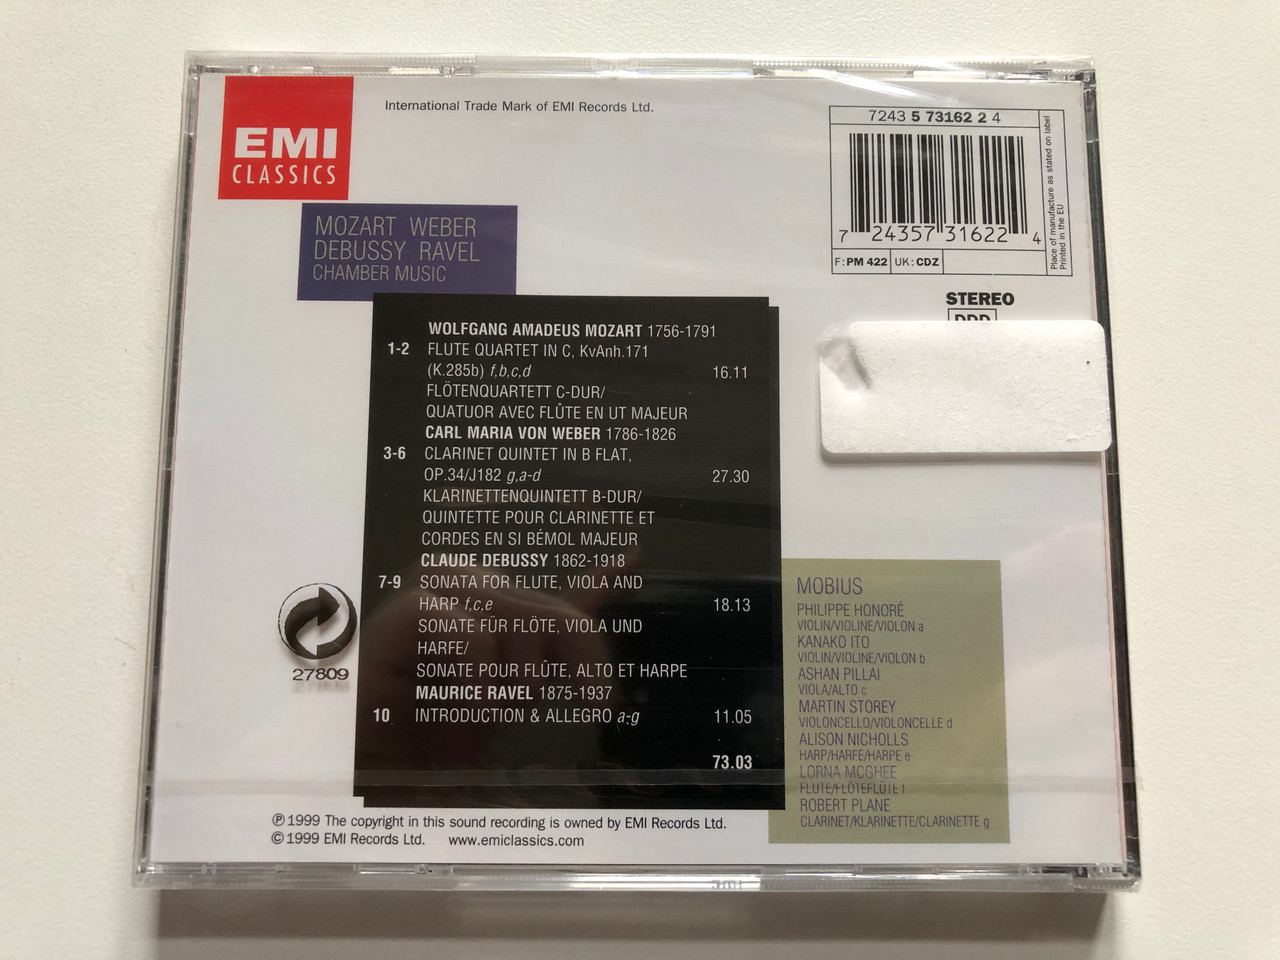 EMI
CLASSICS
International Trade Mark of EMI Records Ltd.
7243 5 73162 2 4
7 24357 31622 4
F: PM 422 UK: CDZ
Place of manufacture as stated on label
Printed in the EU
STEREO
DDD
MOZART WEBER
DEBUSSY RAVEL
CHAMBER MUSIC
WOLFGANG AMADEUS MOZART 1756-1791
1-2 FLUTE QUARTET IN C, KvAnh.171
(K.285b) f,b,c,d 16.11
FLÖTENQUARTETT C-DUR/
QUATUOR AVEC FLÛTE EN UT MAJEUR
CARL MARIA VON WEBER 1786-1826
3-6 CLARINET QUINTET IN B FLAT,
OP.34/J182 g,a-d 27.30
KLARINETTENQUINTETT B-DUR/
QUINTETTE POUR CLARINETTE ET
CORDES EN SI BÉMOL MAJEUR
CLAUDE DEBUSSY 1862-1918
7-9 SONATA FOR FLUTE, VIOLA AND
HARP f,c,e 18.13
SONATE FÜR FLÖTE, VIOLA UND
HARFE/
SONATE POUR FLÛTE, ALTO ET HARPE
MAURICE RAVEL 1875-1937
10 INTRODUCTION & ALLEGRO a-g 11.05
73.03
27809
MOBIUS
PHILIPPE HONORÉ
VIOLIN/VIOLINE/VIOLON a
KANAKO ITO
VIOLIN/VIOLINE/VIOLON b
ASHAN PILLAI
VIOLA/ALTO c
MARTIN STOREY
VIOLONCELLO/VIOLONCELLE d
ALISON NICHOLLS
HARP/HARFE/HARPE e
LORNA MCGHEE
FLUTE/FLÖTEFLÛTE f
ROBERT PLANE
CLARINET/KLARINETTE/CLARINETTE g
℗ 1999 The copyright in this sound recording is owned by EMI Records Ltd.
© 1999 EMI Records Ltd. www.emiclassics.com